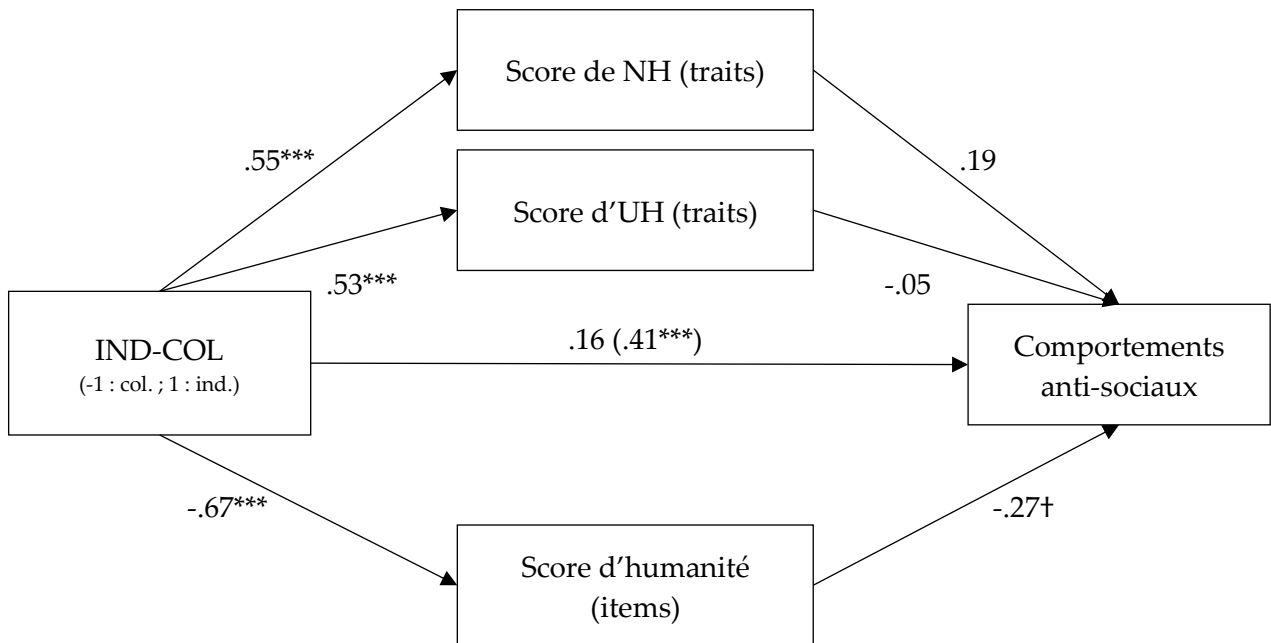 Score de NH (traits)
.55***
.19
Score d’UH (traits)
.53***
-.05
IND-COL
(-1 : col. ; 1 : ind.)
.16 (.41***)
Comportements
anti-sociaux
-.67***
-.27†
Score d’humanité
(items)